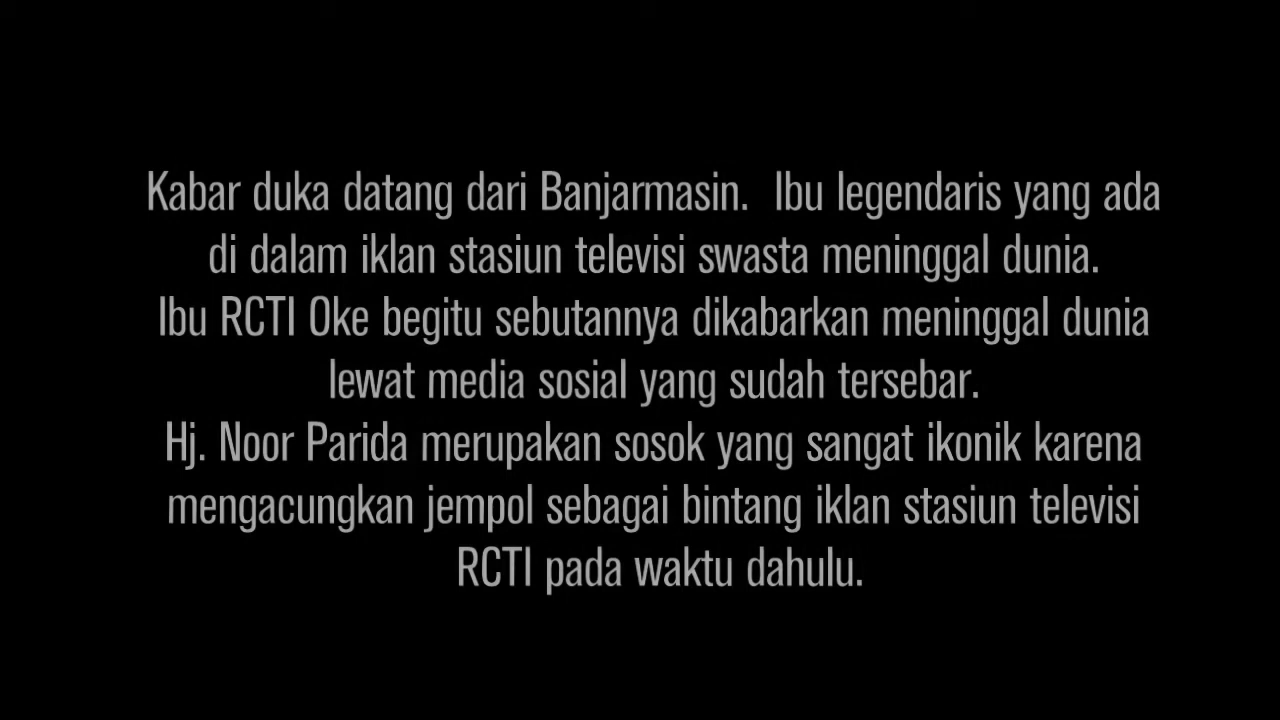 Kabar duka datang dari Banjarmasin.  Ibu legendaris yang ada
di dalam iklan stasiun televisi swasta meninggal dunia.
Ibu RCTI Oke begitu sebutannya dikabarkan meninggal dunia
lewat media sosial yang sudah tersebar.
Hj. Noor Parida merupakan sosok yang sangat ikonik karena
mengacungkan jempol sebagai bintang iklan stasiun televisi
RCTI pada waktu dahulu.